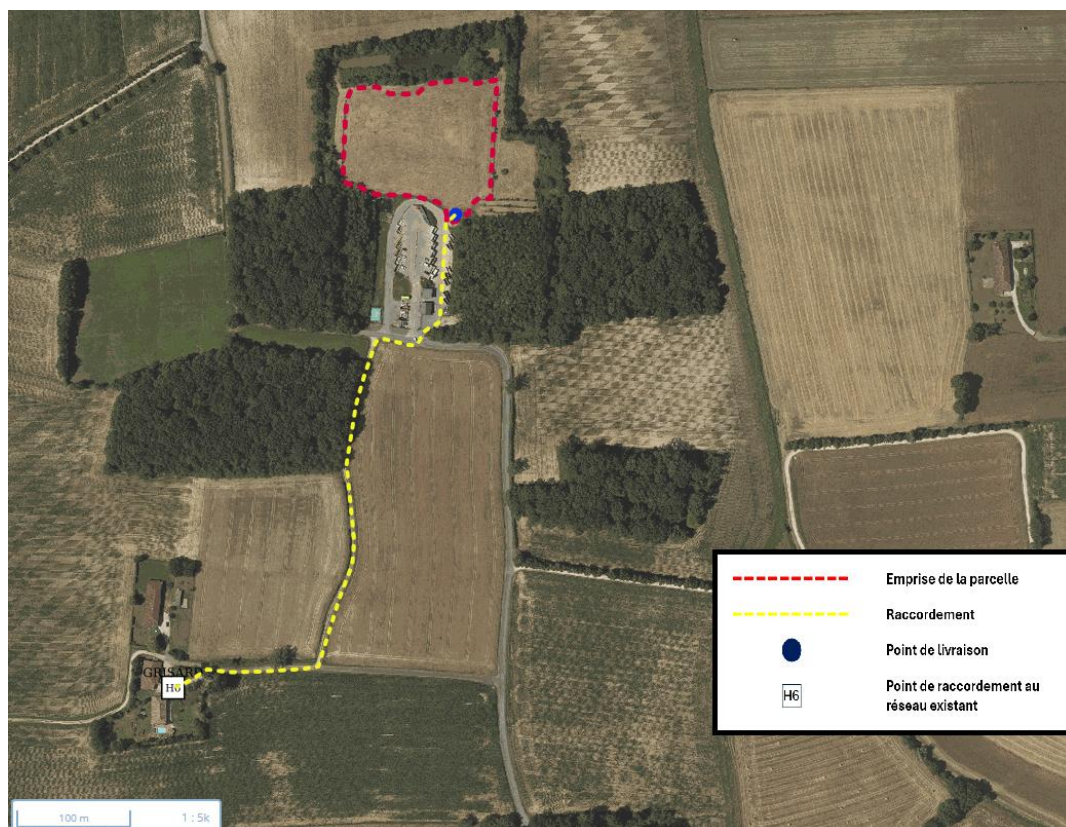 GRISARD
H6
Emprise de la parcelle
Raccordement
Point de livraison
H6
Point de raccordement au
réseau existant
100 m
1 : 5k